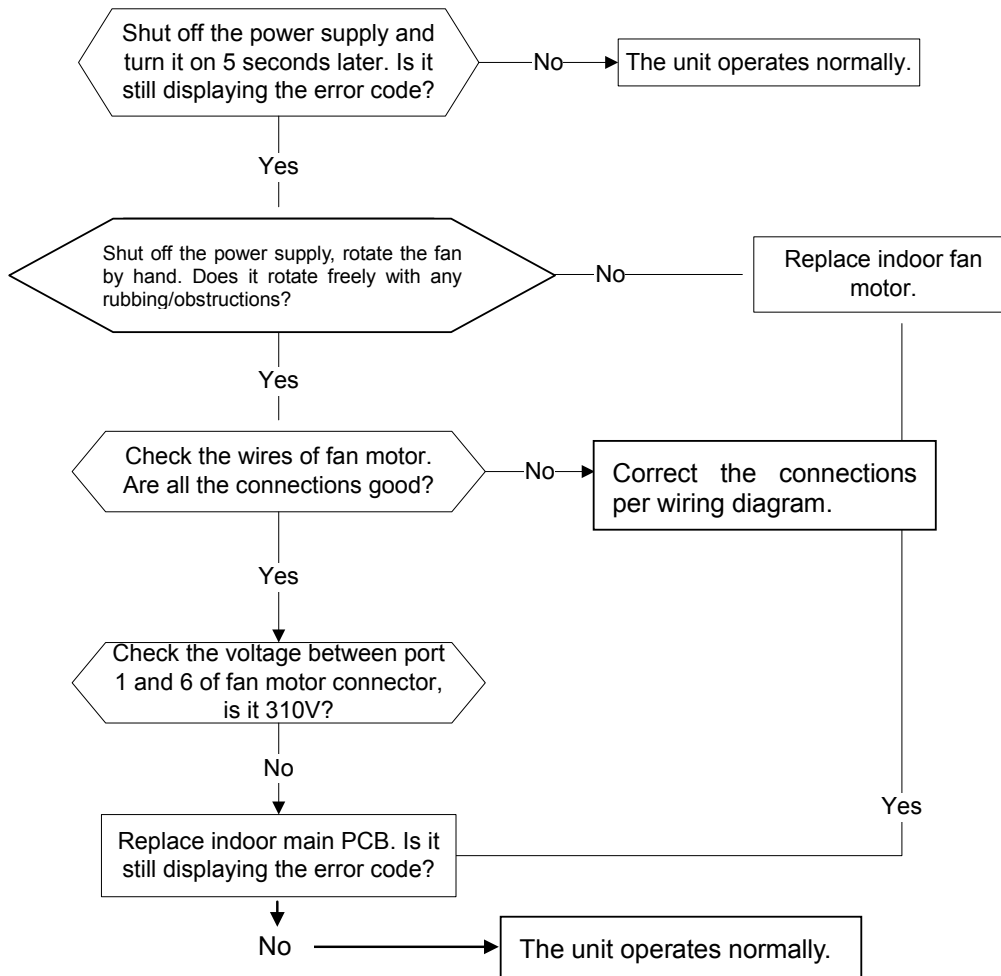 Shut off the power supply and
turn it on 5 seconds later. Is it
still displaying the error code?
No
The unit operates normally.
Yes
Shut off the power supply, rotate the fan
by hand. Does it rotate freely with any
rubbing/obstructions?
No
Replace indoor fan
motor.
Yes
Check the wires of fan motor.
Are all the connections good?
No
Correct the connections
per wiring diagram.
Yes
Check the voltage between port
1 and 6 of fan motor connector,
is it 310V?
No
Yes
Replace indoor main PCB. Is it
still displaying the error code?
No
The unit operates normally.